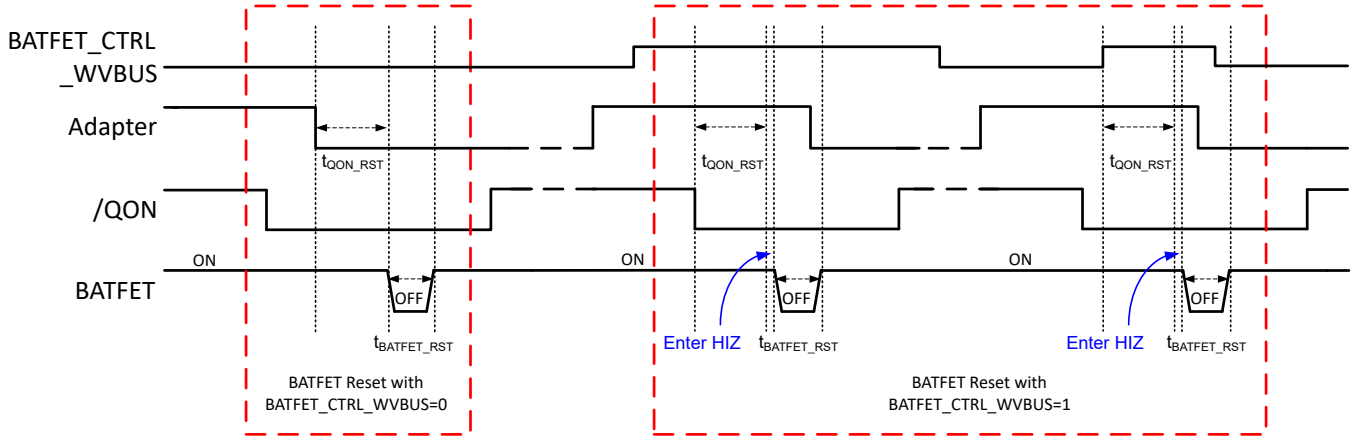 BATFET_CTRL
_WVBUS
Adapter
tQON_RST
tQON_RST
tQON_RST
/QON
ON
ON
ON
BATFET
OFF
OFF
OFF
tBATFET_RST
Enter HIZ
tBATFET_RST
Enter HIZ
tBATFET_RST
BATFET Reset with
BATFET_CTRL_WVBUS=0
BATFET Reset with
BATFET_CTRL_WVBUS=1